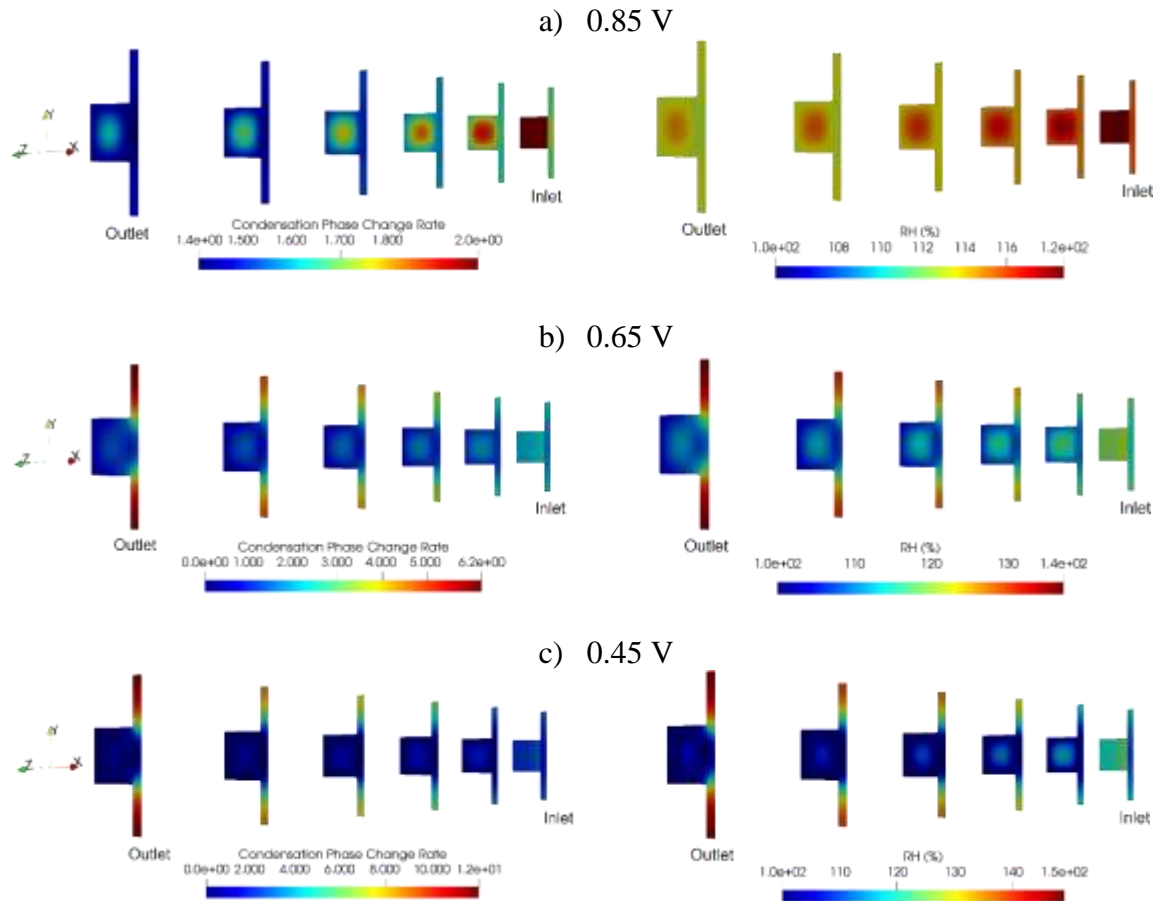 a) 0.85 V
Y
Z X
Outlet
Inlet
Condensation Phase Change Rate
1.4e+00 1.500 1.600 1.700 1.800 2.0e+00
Outlet
Inlet
RH (%)
1.0e+02 108 110 112 114 116 1.2e+02
b) 0.65 V
Y
Z X
Outlet
Inlet
Condensation Phase Change Rate
0.0e+00 1.000 2.000 3.000 4.000 5.000 6.2e+00
Outlet
Inlet
RH (%)
1.0e+02 110 120 130 1.4e+02
c) 0.45 V
Y
Z X
Outlet
Inlet
Condensation Phase Change Rate
0.0e+00 2.000 4.000 6.000 8.000 10.000 1.2e+01
Outlet
Inlet
RH (%)
1.0e+02 110 120 130 140 1.5e+02